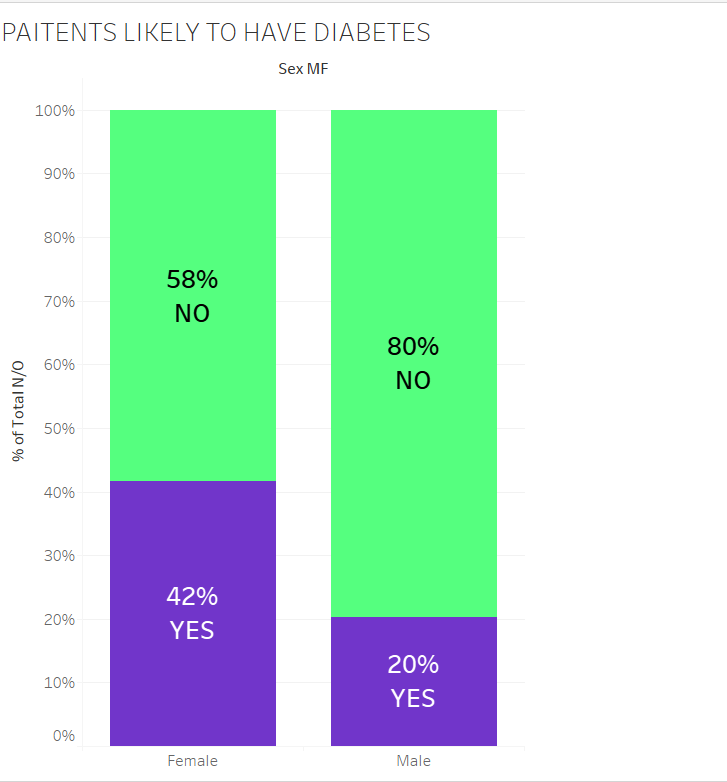 PAITENTS LIKELY TO HAVE DIABETES
Sex MF
100%
90%
80%
70%
60%
50%
40%
30%
20%
10%
0%
% of Total N/O
58%
NO
42%
YES
80%
NO
20%
YES
Female
Male